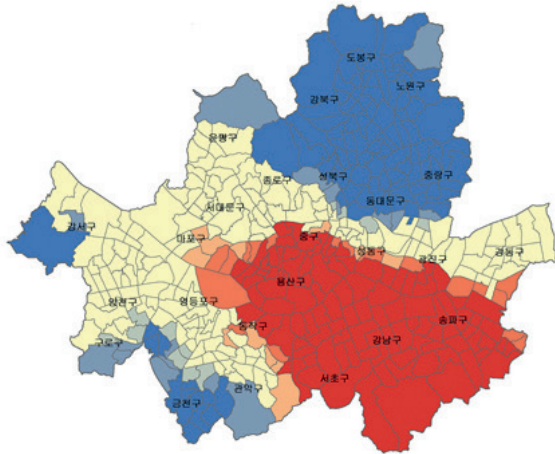 도봉구
노원구
강북구
은평구
성북구
중랑구
종로구
동대문구
서대문구
강서구
마포구
중구
성동구
광진구
강동구
용산구
양천구
영등포구
송파구
동작구
강남구
구로구
서초구
관악구
금천구